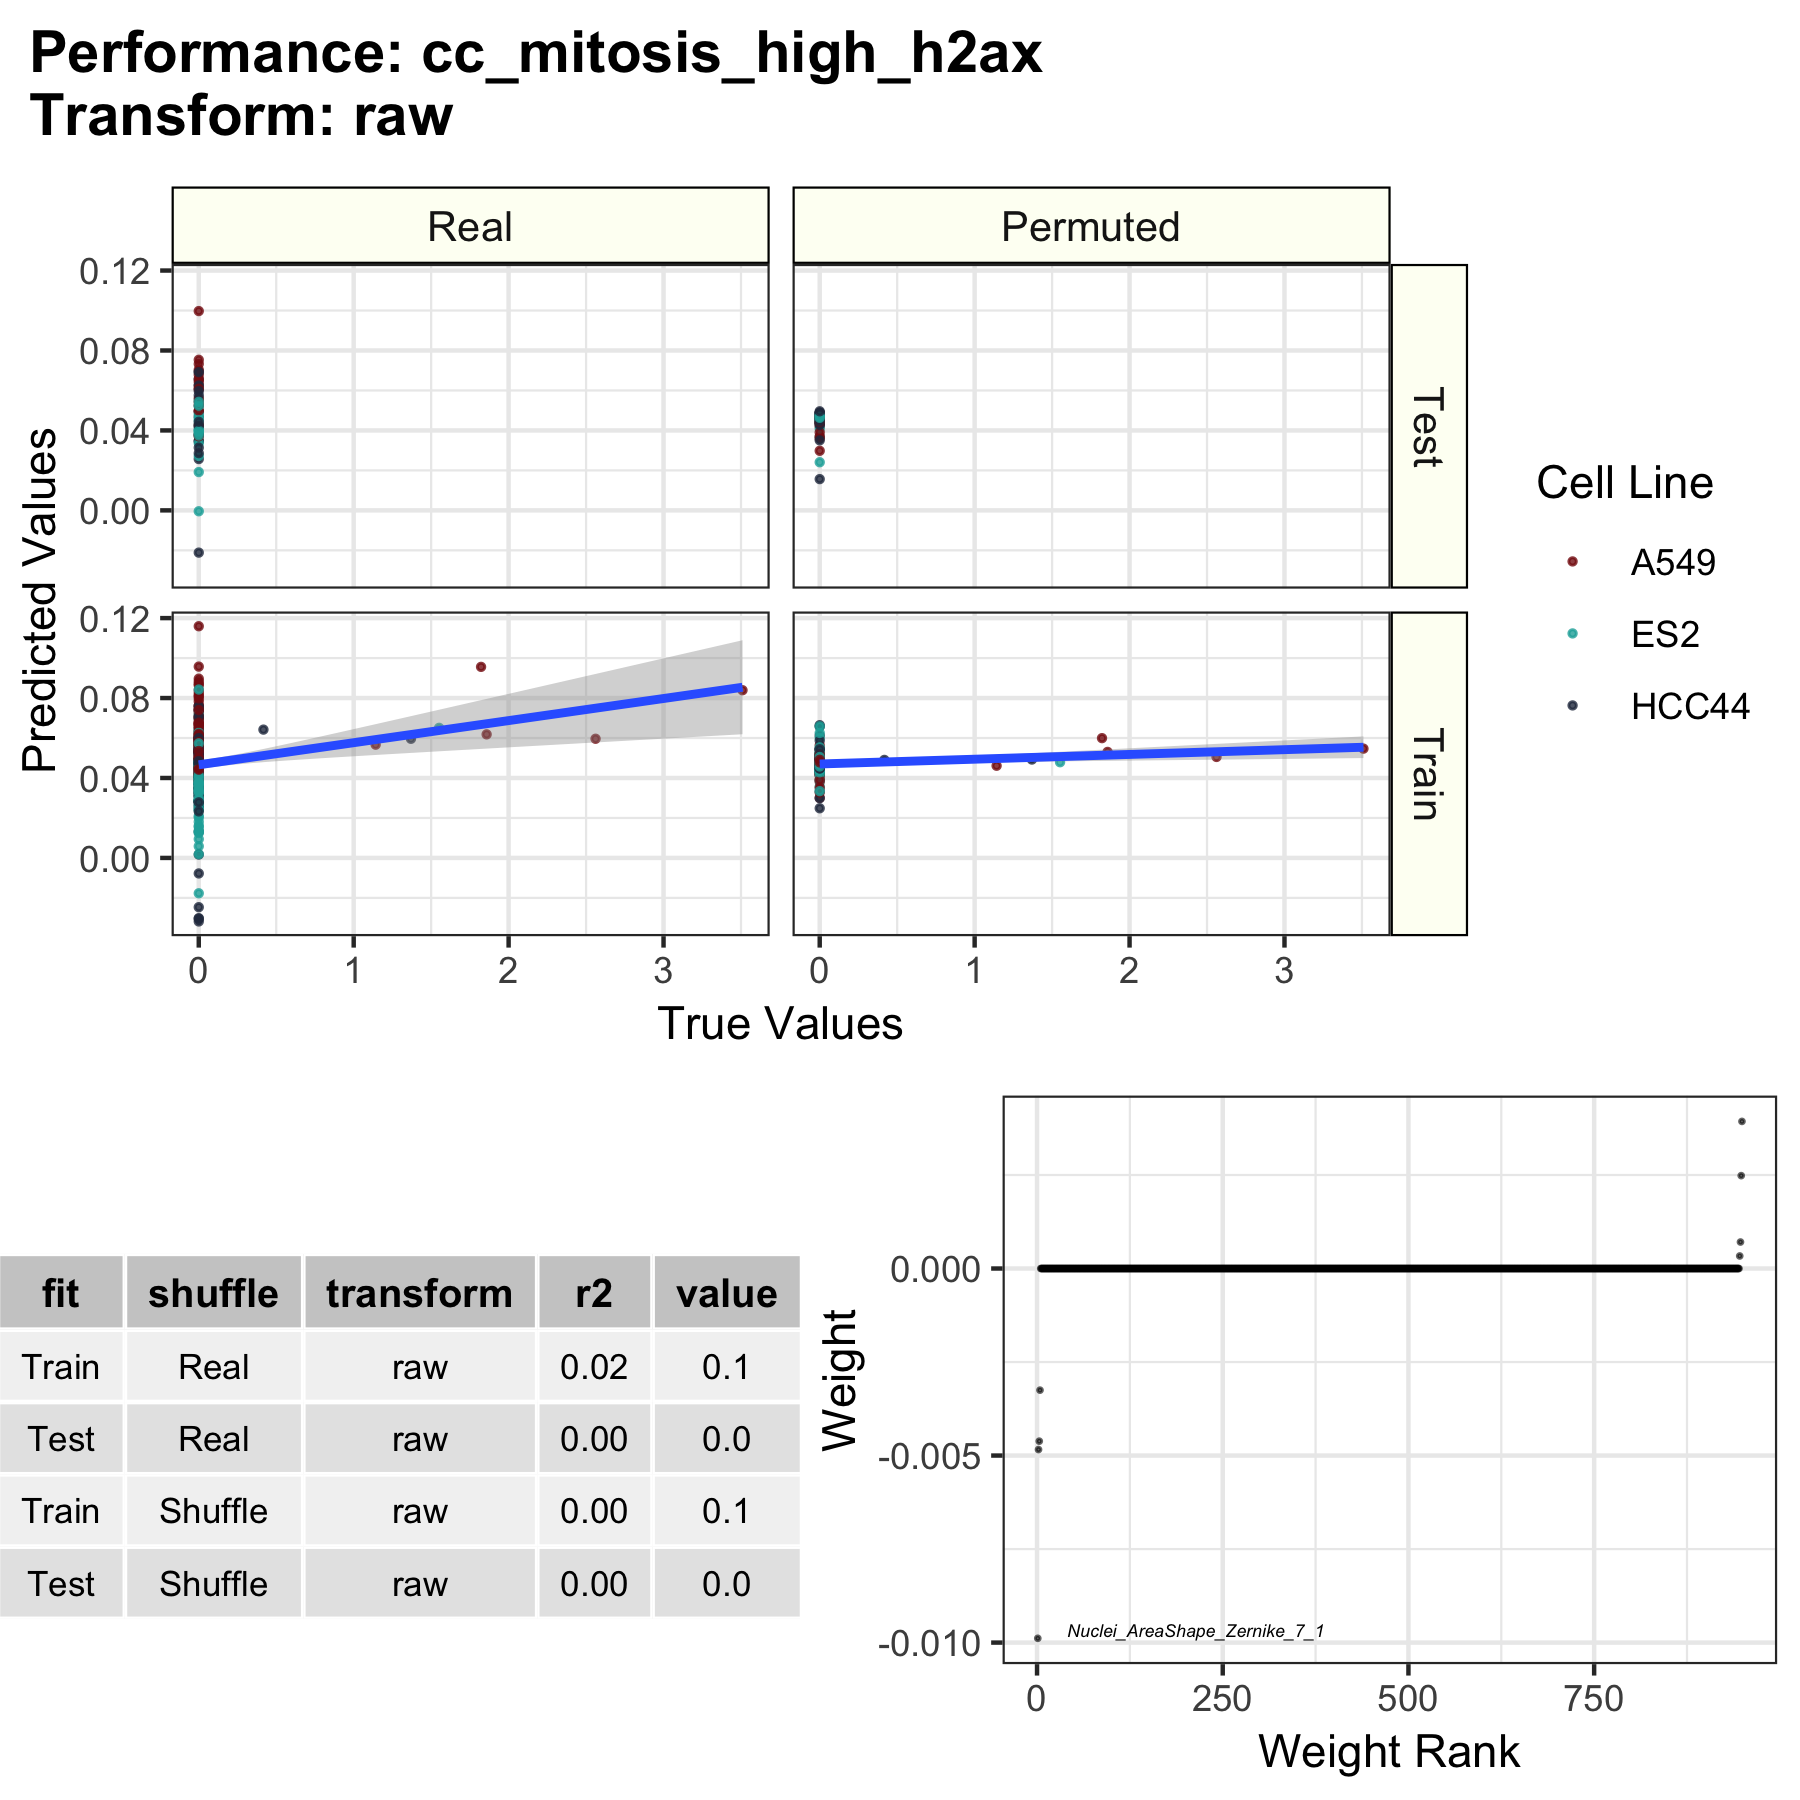 Performance: cc_mitosis_high_h2ax
Transform: raw
Real
Permuted
0.12
0.08
0.04
0.00
Test
0.12
0.08
0.04
0.00
Train
Predicted Values
0 1 2 3
0 1 2 3
True Values
Cell Line
A549
ES2
HCC44
fit shuffle transform r2 value
Train Real raw 0.02 0.1
Test Real raw 0.00 0.0
Train Shuffle raw 0.00 0.1
Test Shuffle raw 0.00 0.0
Weight
0.000
-0.005
-0.010
Nuclei_AreaShape_Zernike_7_1
0 250 500 750
Weight Rank